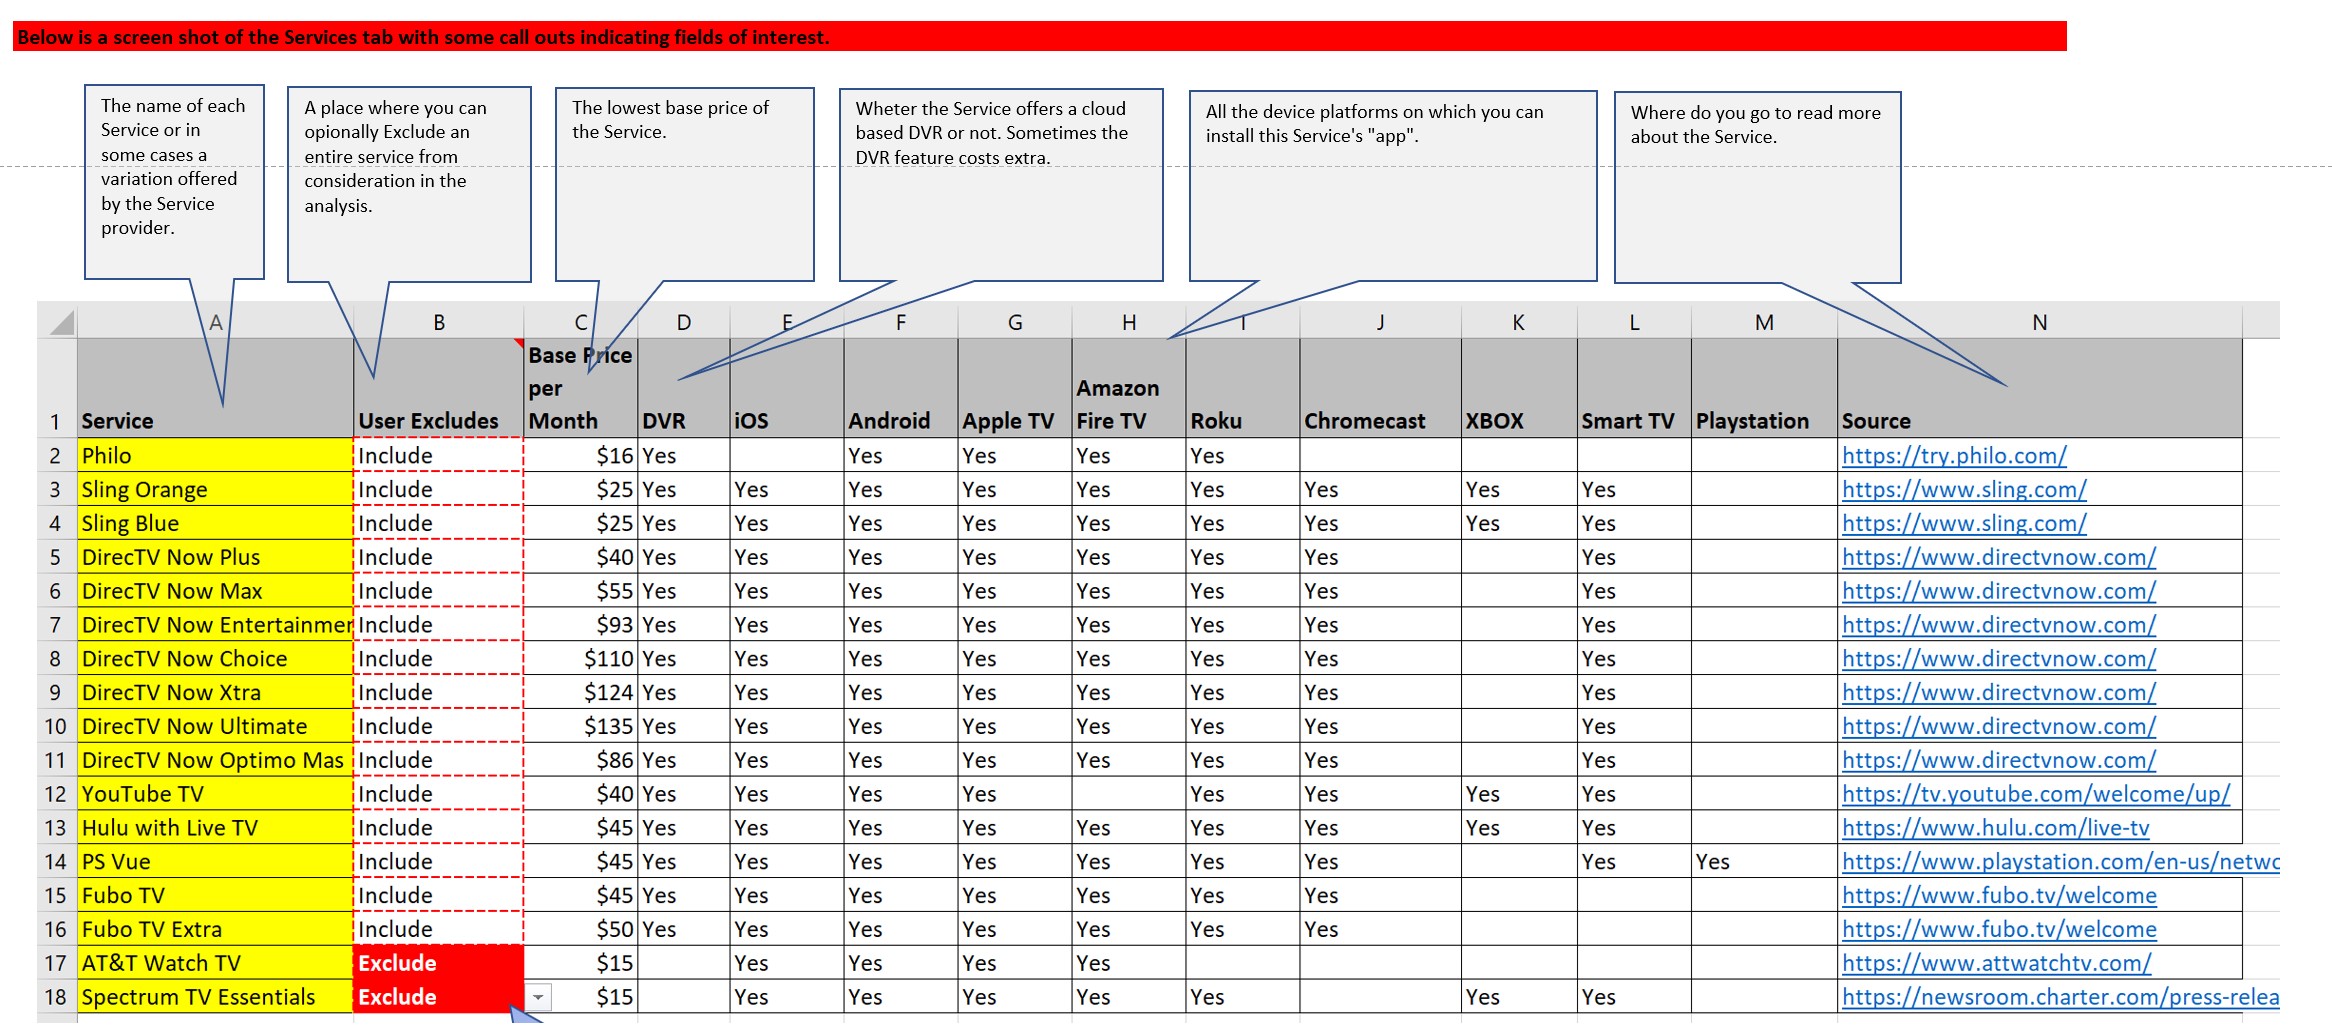 Below is a screen shot of the Services tab with some call outs indicating fields of interest.
The name of each
Service or in
some cases a
variation offered
by the Service
provider.
A place where you can
opionally Exclude an
entire service from
consideration in the
analysis.
The lowest base price of
the Service.
Wheter the Service offers a cloud
based DVR or not. Sometimes the
DVR feature costs extra.
All the device platforms on which you can
install this Service's "app".
Where do you go to read more
about the Service.
A B C D E F G H I J K L M N
1 Service User Excludes Base Price per Month DVR iOS Android Apple TV Amazon Fire TV Roku Chromecast XBOX Smart TV Playstation Source
2 Philo Include $16 Yes Yes Yes Yes Yes https://try.philo.com/
3 Sling Orange Include $25 Yes Yes Yes Yes Yes Yes Yes Yes Yes https://www.sling.com/
4 Sling Blue Include $25 Yes Yes Yes Yes Yes Yes Yes Yes Yes https://www.sling.com/
5 DirecTV Now Plus Include $40 Yes Yes Yes Yes Yes Yes Yes Yes https://www.directvnow.com/
6 DirecTV Now Max Include $55 Yes Yes Yes Yes Yes Yes Yes Yes https://www.directvnow.com/
7 DirecTV Now Entertainmer Include $93 Yes Yes Yes Yes Yes Yes Yes Yes https://www.directvnow.com/
8 DirecTV Now Choice Include $110 Yes Yes Yes Yes Yes Yes Yes Yes https://www.directvnow.com/
9 DirecTV Now Xtra Include $124 Yes Yes Yes Yes Yes Yes Yes Yes https://www.directvnow.com/
10 DirecTV Now Ultimate Include $135 Yes Yes Yes Yes Yes Yes Yes Yes https://www.directvnow.com/
11 DirecTV Now Optimo Mas Include $86 Yes Yes Yes Yes Yes Yes Yes Yes https://www.directvnow.com/
12 YouTube TV Include $40 Yes Yes Yes Yes Yes Yes Yes Yes https://tv.youtube.com/welcome/up/
13 Hulu with Live TV Include $45 Yes Yes Yes Yes Yes Yes Yes Yes Yes https://www.hulu.com/live-tv
14 PS Vue Include $45 Yes Yes Yes Yes Yes Yes Yes Yes Yes https://www.playstation.com/en-us/netwo
15 Fubo TV Include $45 Yes Yes Yes Yes Yes Yes Yes https://www.fubo.tv/welcome
16 Fubo TV Extra Include $50 Yes Yes Yes Yes Yes Yes Yes https://www.fubo.tv/welcome
17 AT&T Watch TV Exclude $15 Yes Yes Yes Yes https://www.attwatchtv.com/
18 Spectrum TV Essentials Exclude $15 Yes Yes Yes Yes Yes Yes Yes https://newsroom.charter.com/press-relea